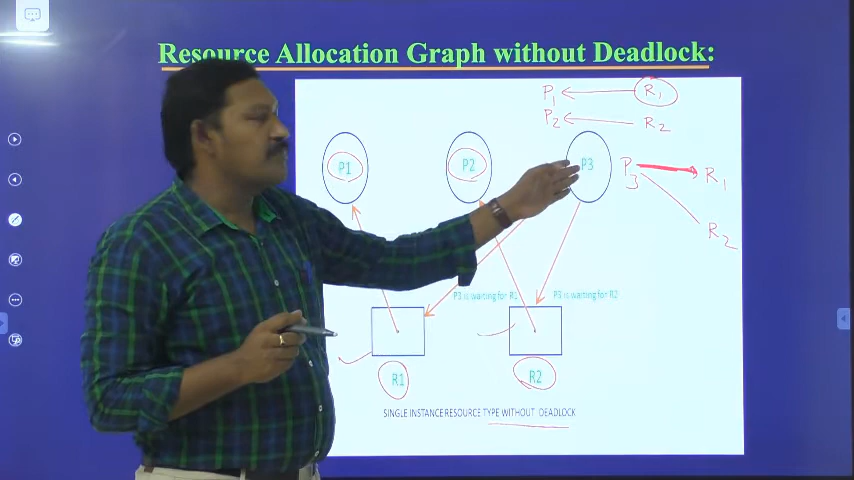 Resource Allocation Graph without Deadlock:
P1 R1
P2 R2
P1 P2 P3
P3 R1
R2
P3 is waiting for R1 P3 is waiting for R2
R1 R2
SINGLE INSTANCE RESOURCE TYPE WITHOUT DEADLOCK